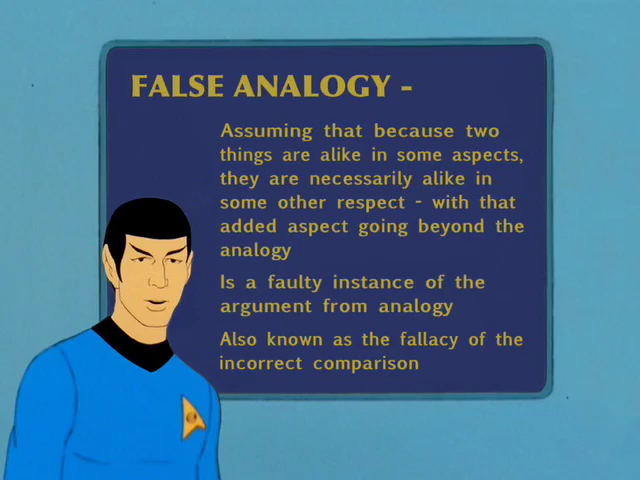 FALSE ANALOGY -
Assuming that because two
things are alike in some aspects,
they are necessarily alike in
some other respect - with that
added aspect going beyond the
analogy
Is a faulty instance of the
argument from analogy
Also known as the fallacy of the
incorrect comparison